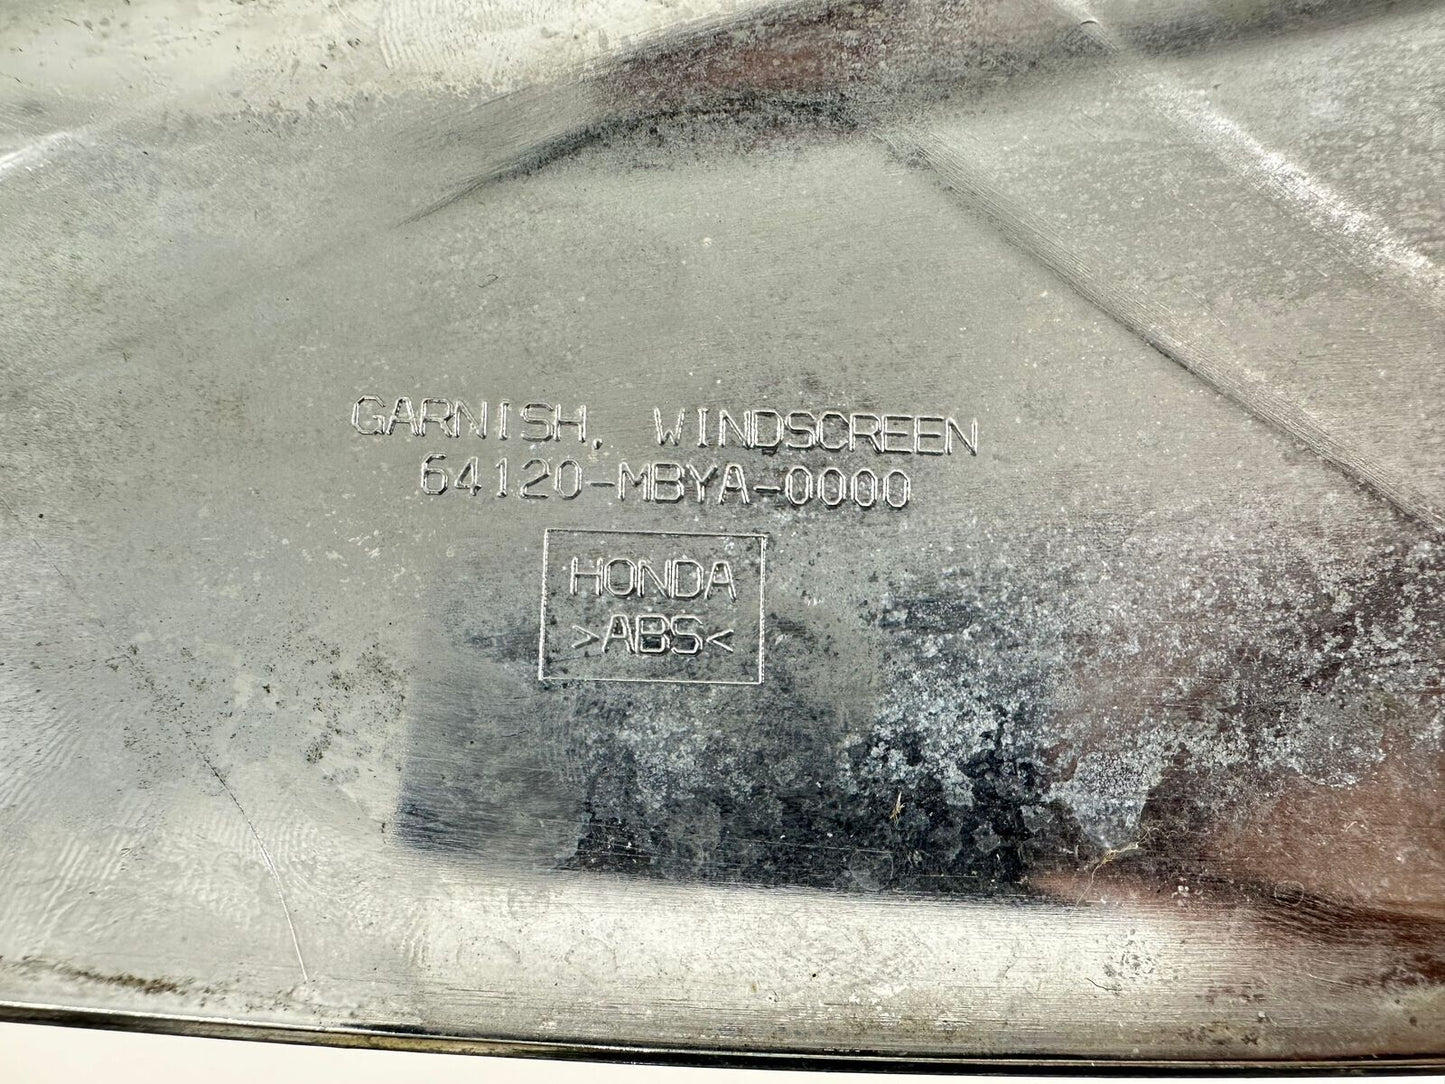 GARNISH, WINDSCREEN
64120-MBYA-0000
HONDA
>ABS<